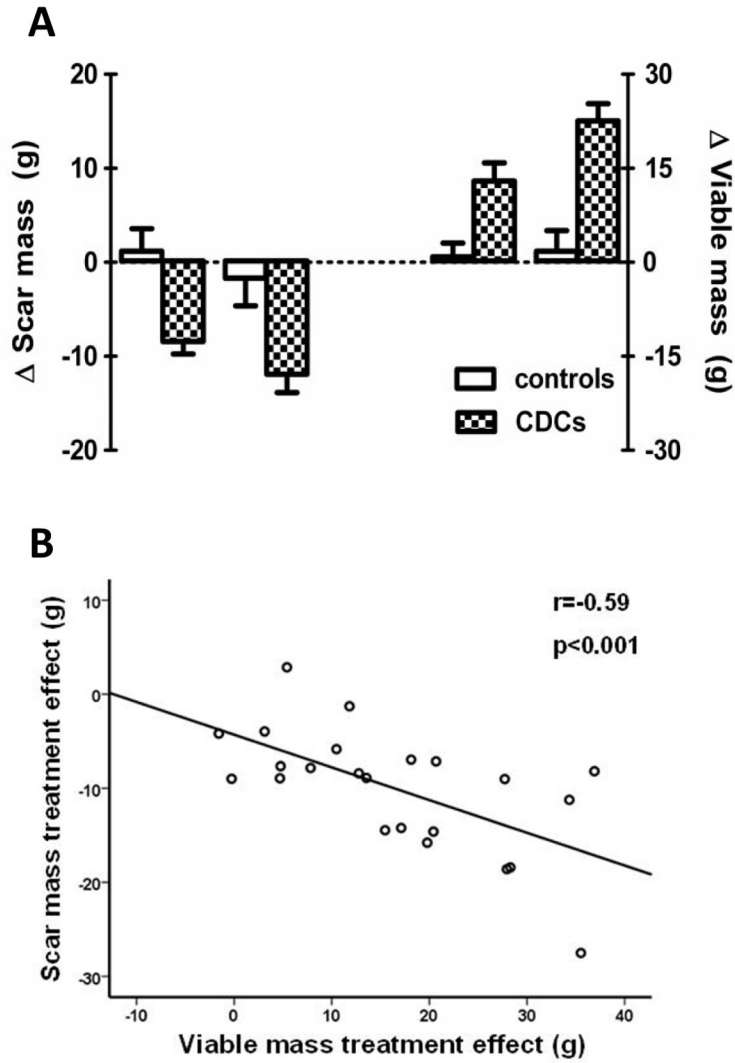 A
Δ Scar mass (g)
20
10
0
-10
-20
30
15
0
-15
-30
Δ Viable mass (g)
controls
CDCs
B
Scar mass treatment effect (g)
10
0
-10
-20
-30
r=-0.59
p<0.001
-10 0 10 20 30 40
Viable mass treatment effect (g)